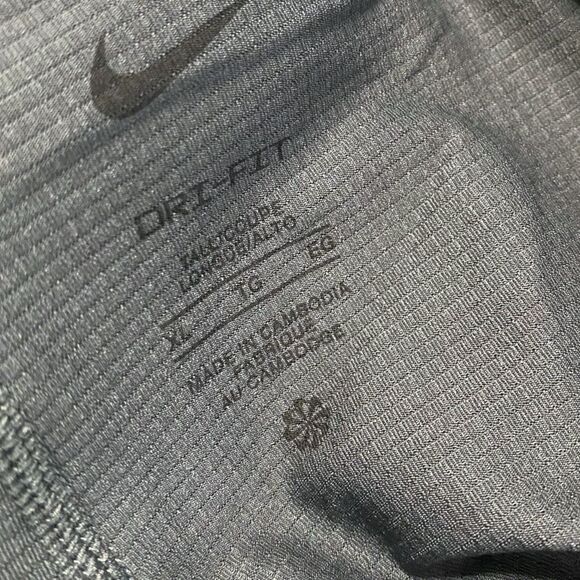 DRI-FIT
TALL/COUPE
LONGUE/ALTO
XL TG EG
MADE IN CAMBODIA
FABRIQUÉ
AU CAMBODGE